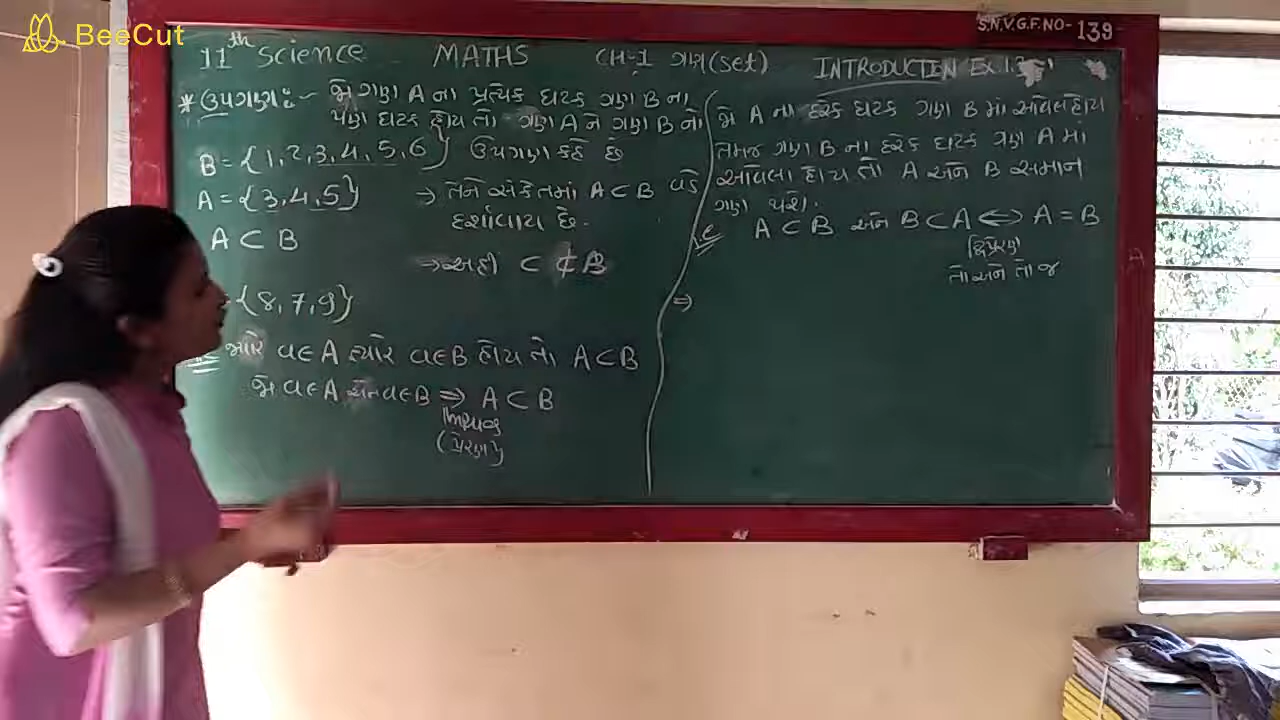 BeeCut
S.N.V.G.F.NO- 139
11th Science MATHS CH-1 ગણ(set) INTRODUCTION Ex.1.3
* ઉપગણ :- જો ગણ A ના પ્રત્યેક ઘટક ગણ B ના
પણ ઘટક હોય તો ગણ A ને ગણ B નો
B = {1, 2, 3, 4, 5, 6} ઉપગણ કહે છે
A = {3, 4, 5} → તેને સંકેતમાં A ⊂ B વડે
દર્શાવાય છે.
A ⊂ B
→ અહીં C ⊄ B
= {8, 7, 9}
જ્યારે a ∈ A ત્યારે a ∈ B હોય તો A ⊂ B
જો a ∈ A અને a ∈ B ⇒ A ⊂ B
(પ્રેરણ)
જો A ના દરેક ઘટક ગણ B માં આવેલ હોય
તેમજ ગણ B ના દરેક ઘટક ગણ A માં
આવેલા હોય તો A અને B સમાન
ગણ થશે.
A ⊂ B અને B ⊂ A ⟺ A = B
દ્વિપ્રેરણ
તો અને તો જ
⇒